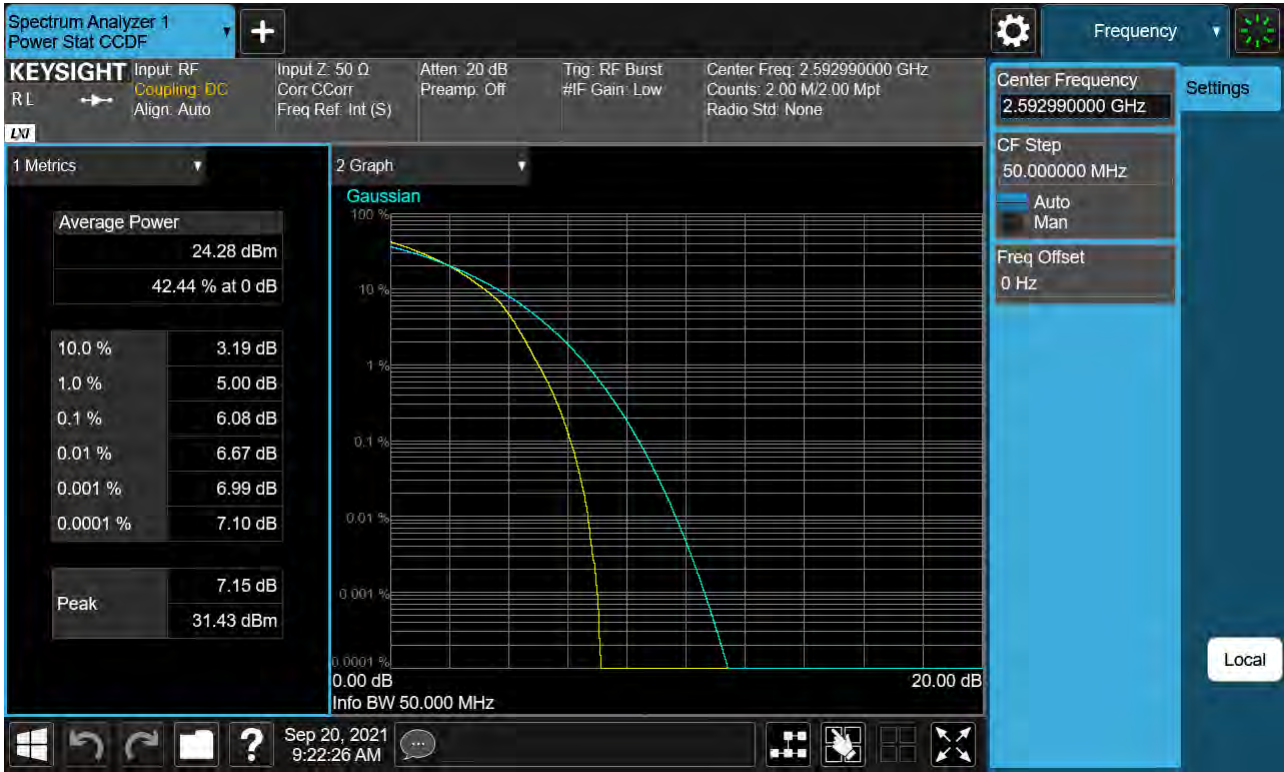 Spectrum Analyzer 1
Power Stat CCDF
+
Frequency
KEYSIGHT
R L
LXI
Input: RF
Coupling: DC
Align: Auto
Input Z: 50 Ω
Corr CCorr
Freq Ref: Int (S)
Atten: 20 dB
Preamp: Off
Trig: RF Burst
#IF Gain: Low
Center Freq: 2.592990000 GHz
Counts: 2.00 M/2.00 Mpt
Radio Std: None
Center Frequency
2.592990000 GHz
Settings
CF Step
50.000000 MHz
Auto
Man
Freq Offset
0 Hz
Local
1 Metrics
Average Power
24.28 dBm
42.44 % at 0 dB
10.0 % 3.19 dB
1.0 % 5.00 dB
0.1 % 6.08 dB
0.01 % 6.67 dB
0.001 % 6.99 dB
0.0001 % 7.10 dB
Peak
7.15 dB
31.43 dBm
2 Graph
Gaussian
100 %
10 %
1 %
0.1 %
0.01 %
0.001 %
0.0001 %
0.00 dB 20.00 dB
Info BW 50.000 MHz
?
Sep 20, 2021
9:22:26 AM